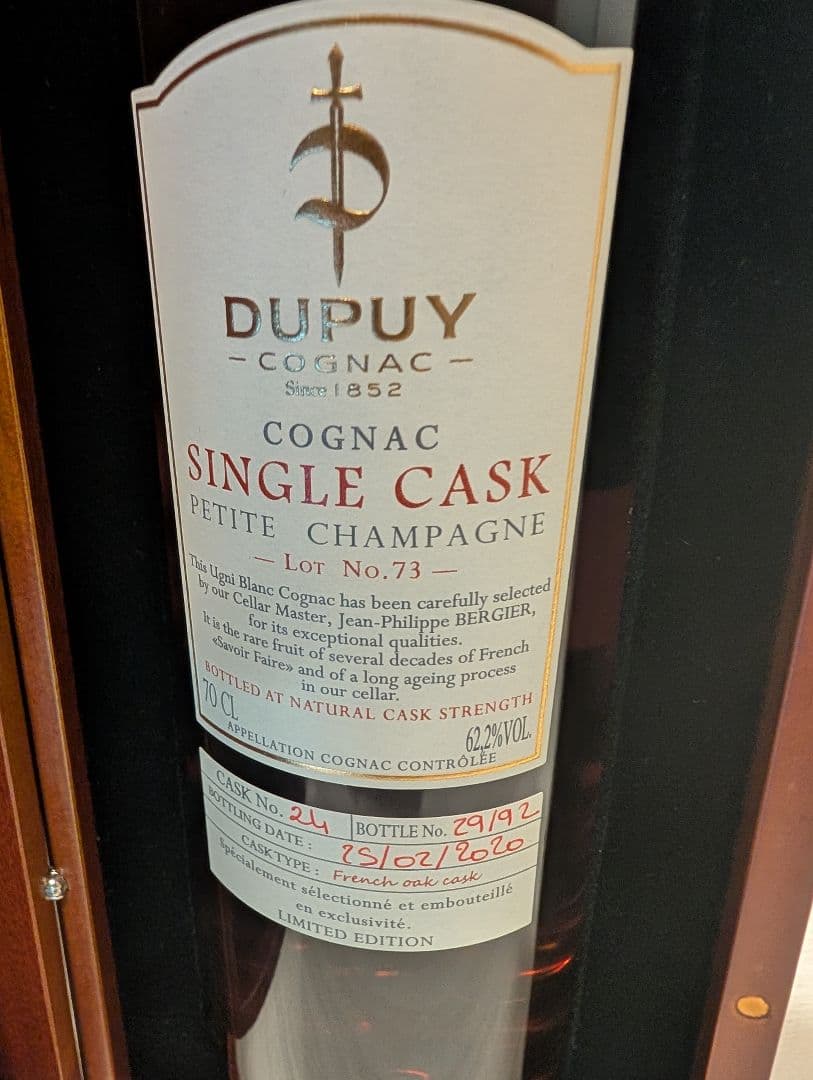 DUPUY
- COGNAC -
Since 1852
COGNAC
SINGLE CASK
PETITE CHAMPAGNE
— LOT No.73 —
This Ugni Blanc Cognac has been carefully selected
by our Cellar Master, Jean-Philippe BERGIER,
for its exceptional qualities.
It is the rare fruit of several decades of French
«Savoir Faire» and of a long ageing process
in our cellar.
BOTTLED AT NATURAL CASK STRENGTH
70 CL 62,2%VOL.
APPELLATION COGNAC CONTRÔLÉE
CASK No. 24 BOTTLE No. 29/92
BOTTLING DATE : 25/02/2020
CASK TYPE : French oak cask
Spécialement sélectionné et embouteillé
en exclusivité.
LIMITED EDITION